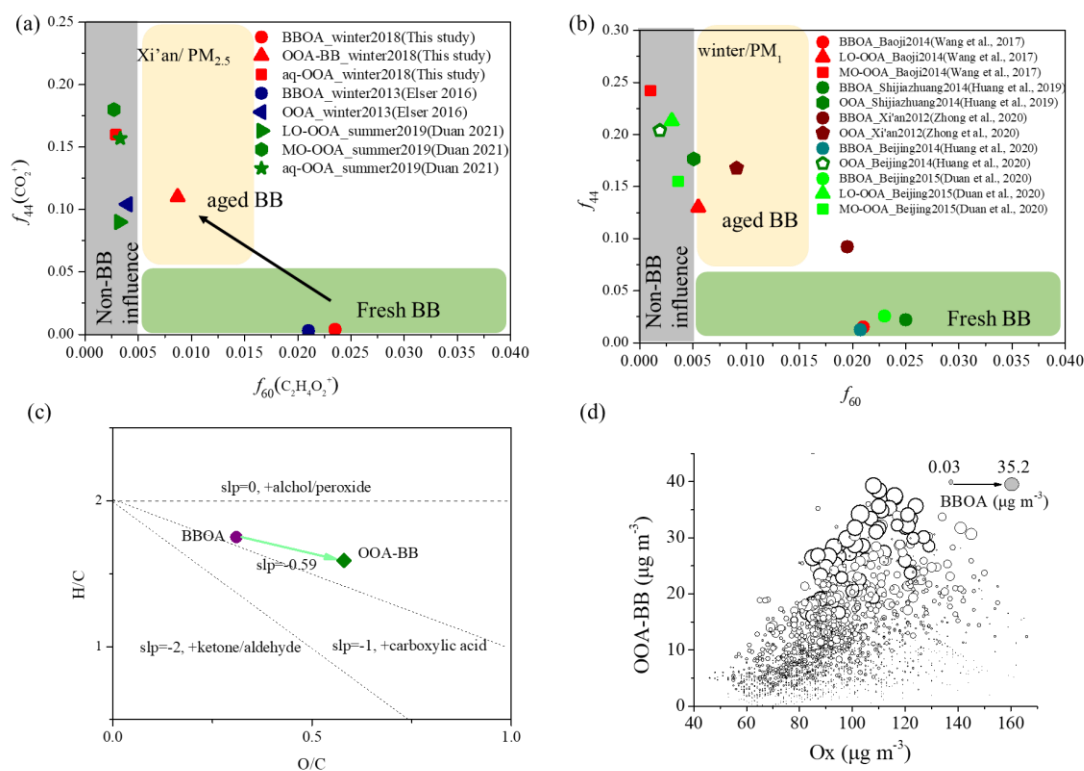 (a)
0.25
0.20
0.15
0.10
0.05
0.00
f44(CO2+)
Xi'an/ PM2.5
aged BB
Fresh BB
Non-BB
influence
BBOA_winter2018(This study)
OOA-BB_winter2018(This study)
aq-OOA_winter2018(This study)
BBOA_winter2013(Elser 2016)
OOA_winter2013(Elser 2016)
LO-OOA_summer2019(Duan 2021)
MO-OOA_summer2019(Duan 2021)
aq-OOA_summer2019(Duan 2021)
0.000 0.005 0.010 0.015 0.020 0.025 0.030 0.035 0.040
f60(C2H4O2+)
(b)
0.30
0.25
0.20
0.15
0.10
0.05
0.00
f44
winter/PM1
aged BB
Fresh BB
Non-BB
influence
BBOA_Baoji2014(Wang et al., 2017)
LO-OOA_Baoji2014(Wang et al., 2017)
MO-OOA_Baoji2014(Wang et al., 2017)
BBOA_Shijiazhuang2014(Huang et al., 2019)
OOA_Shijiazhuang2014(Huang et al., 2019)
BBOA_Xi'an2012(Zhong et al., 2020)
OOA_Xi'an2012(Zhong et al., 2020)
BBOA_Beijing2014(Huang et al., 2020)
OOA_Beijing2014(Huang et al., 2020)
BBOA_Beijing2015(Duan et al., 2020)
LO-OOA_Beijing2015(Duan et al., 2020)
MO-OOA_Beijing2015(Duan et al., 2020)
0.000 0.005 0.010 0.015 0.020 0.025 0.030 0.035 0.040
f60
(c)
2
1
H/C
slp=0, +alchol/peroxide
BBOA
OOA-BB
slp=-0.59
slp=-2, +ketone/aldehyde
slp=-1, +carboxylic acid
0.0 0.5 1.0
O/C
(d)
45
40
35
30
25
20
15
10
5
0
OOA-BB (μg m-3)
0.03 35.2
BBOA (μg m-3)
40 60 80 100 120 140 160
Ox (μg m-3)